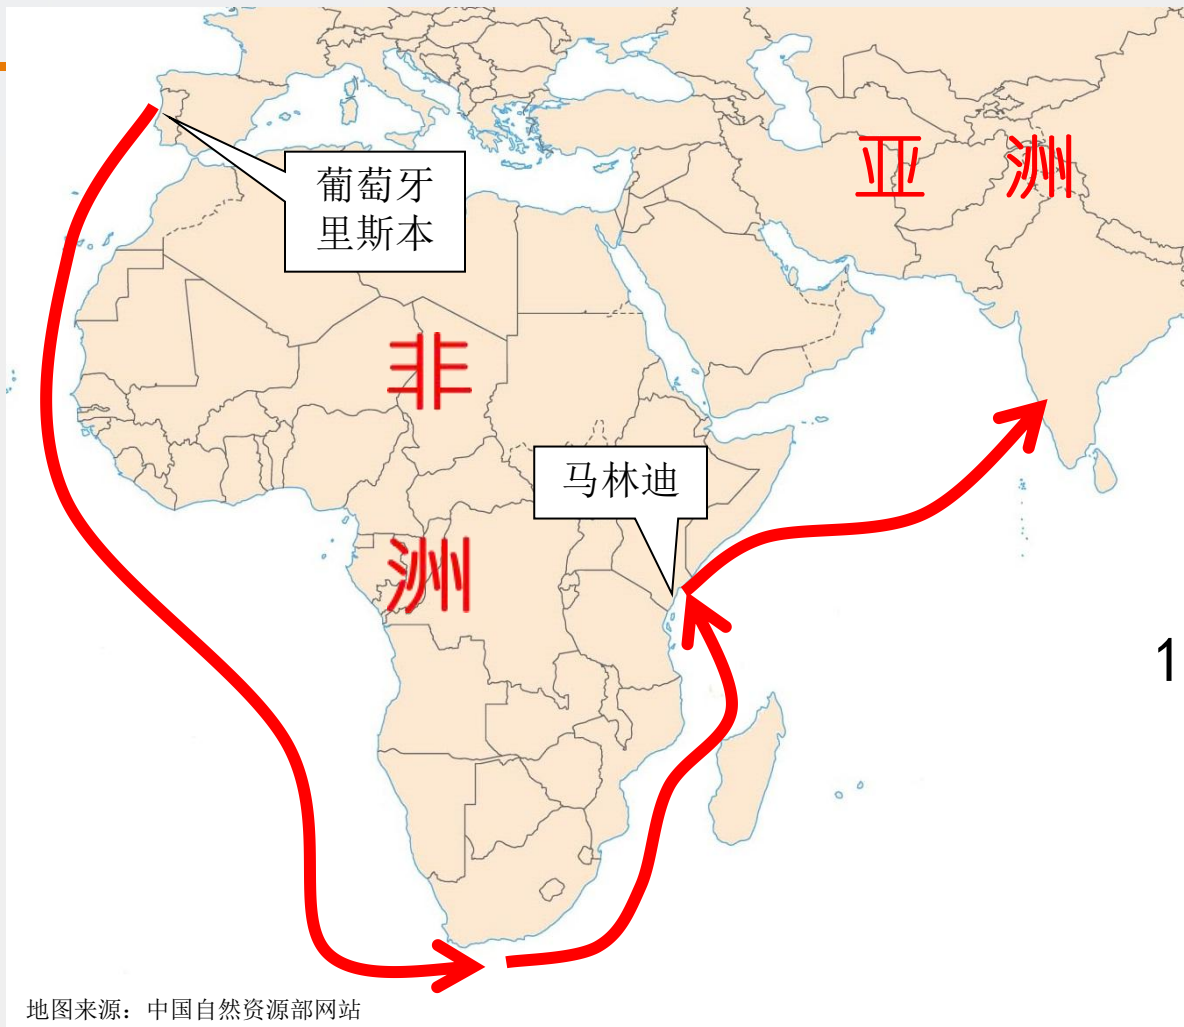 葡萄牙
里斯本
亚 洲
非
马林迪
洲
1
地图来源：中国自然资源部网站